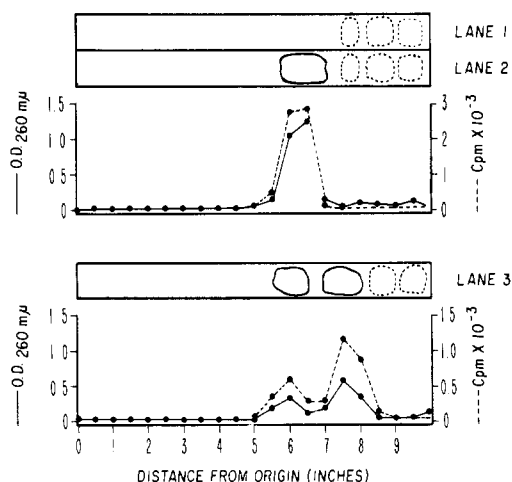 LANE 1
LANE 2
O.D. 260 mμ
1.5
1.0
0.5
0
3
2
1
0
Cpm X 10⁻³
LANE 3
O.D. 260 mμ
1.5
1.0
0.5
0
1.5
1.0
0.5
0
Cpm X 10⁻³
0 1 2 3 4 5 6 7 8 9
DISTANCE FROM ORIGIN (INCHES)